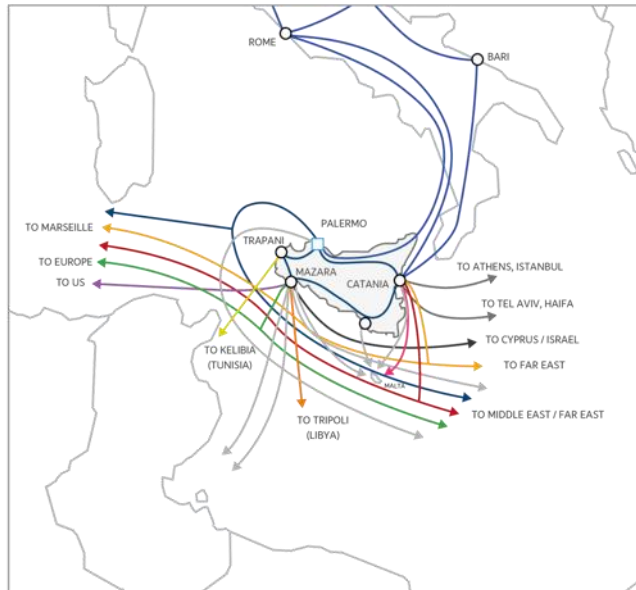 ROME
BARI
PALERMO
TRAPANI
TO MARSEILLE
MAZARA
TO EUROPE
CATANIA
TO ATHENS, ISTANBUL
TO US
TO TEL AVIV, HAIFA
TO CYPRUS / ISRAEL
TO KELIBIA
(TUNISIA)
TO FAR EAST
MALTA
TO TRIPOLI
(LIBYA)
TO MIDDLE EAST / FAR EAST